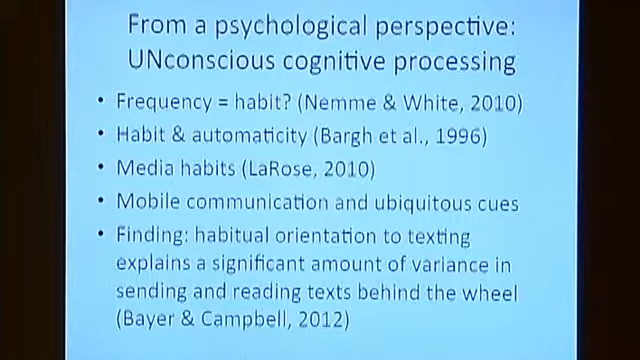 From a psychological perspective:
UNconscious cognitive processing
• Frequency = habit? (Nemme & White, 2010)
• Habit & automaticity (Bargh et al., 1996)
• Media habits (LaRose, 2010)
• Mobile communication and ubiquitous cues
• Finding: habitual orientation to texting
explains a significant amount of variance in
sending and reading texts behind the wheel
(Bayer & Campbell, 2012)